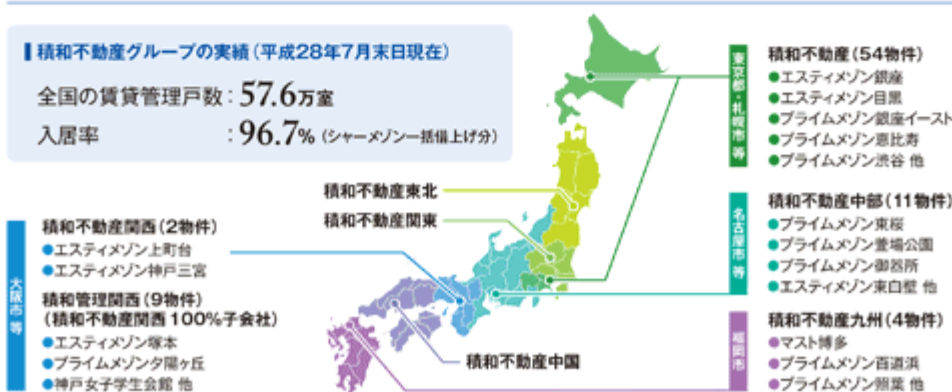 積和不動産グループの実績(平成28年7月末日現在)
全国の賃貸管理戸数:57.6万室
入居率:96.7%(シャーメゾン一括借上げ分)
積和不動産東北
積和不動産関東
積和不動産中国
大阪市 等
積和不動産関西(2物件)
●エスティメゾン上町台
●エスティメゾン神戸三宮
積和管理関西(9物件)
(積和不動産関西 100%子会社)
●エスティメゾン塚本
●プライムメゾン夕陽ヶ丘
●神戸女子学生会館 他
東京都・札幌市 等
積和不動産(54物件)
●エスティメゾン銀座
●エスティメゾン目黒
●プライムメゾン銀座イースト
●プライムメゾン恵比寿
●プライムメゾン渋谷 他
名古屋市 等
積和不動産中部(11物件)
●プライムメゾン東桜
●プライムメゾン萱場公園
●プライムメゾン御器所
●エスティメゾン東白壁 他
福岡市
積和不動産九州(4物件)
●マスト博多
●プライムメゾン百道浜
●プライムメゾン照葉 他